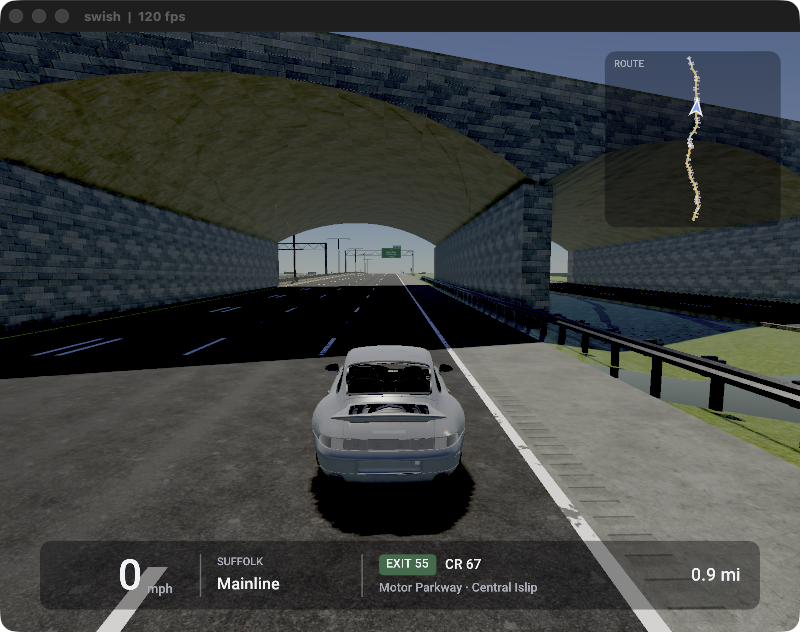 swish | 120 fps
ROUTE
0 mph
SUFFOLK
Mainline
EXIT 55 CR 67
Motor Parkway · Central Islip
0.9 mi